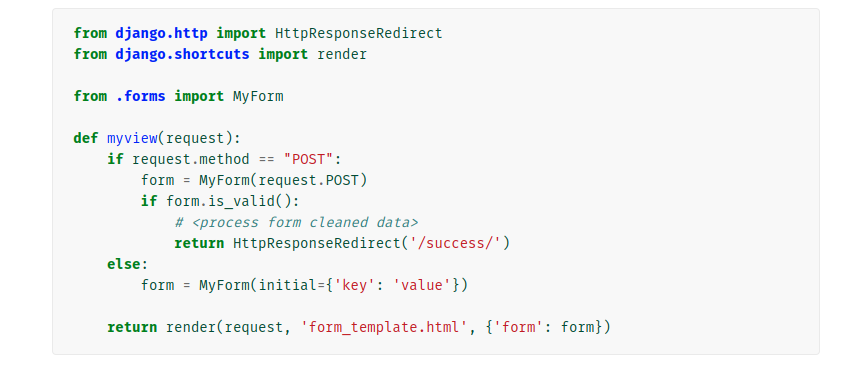 from django.http import HttpResponseRedirect
from django.shortcuts import render

from .forms import MyForm

def myview(request):
    if request.method == "POST":
        form = MyForm(request.POST)
        if form.is_valid():
            # <process form cleaned data>
            return HttpResponseRedirect('/success/')
    else:
        form = MyForm(initial={'key': 'value'})

    return render(request, 'form_template.html', {'form': form})